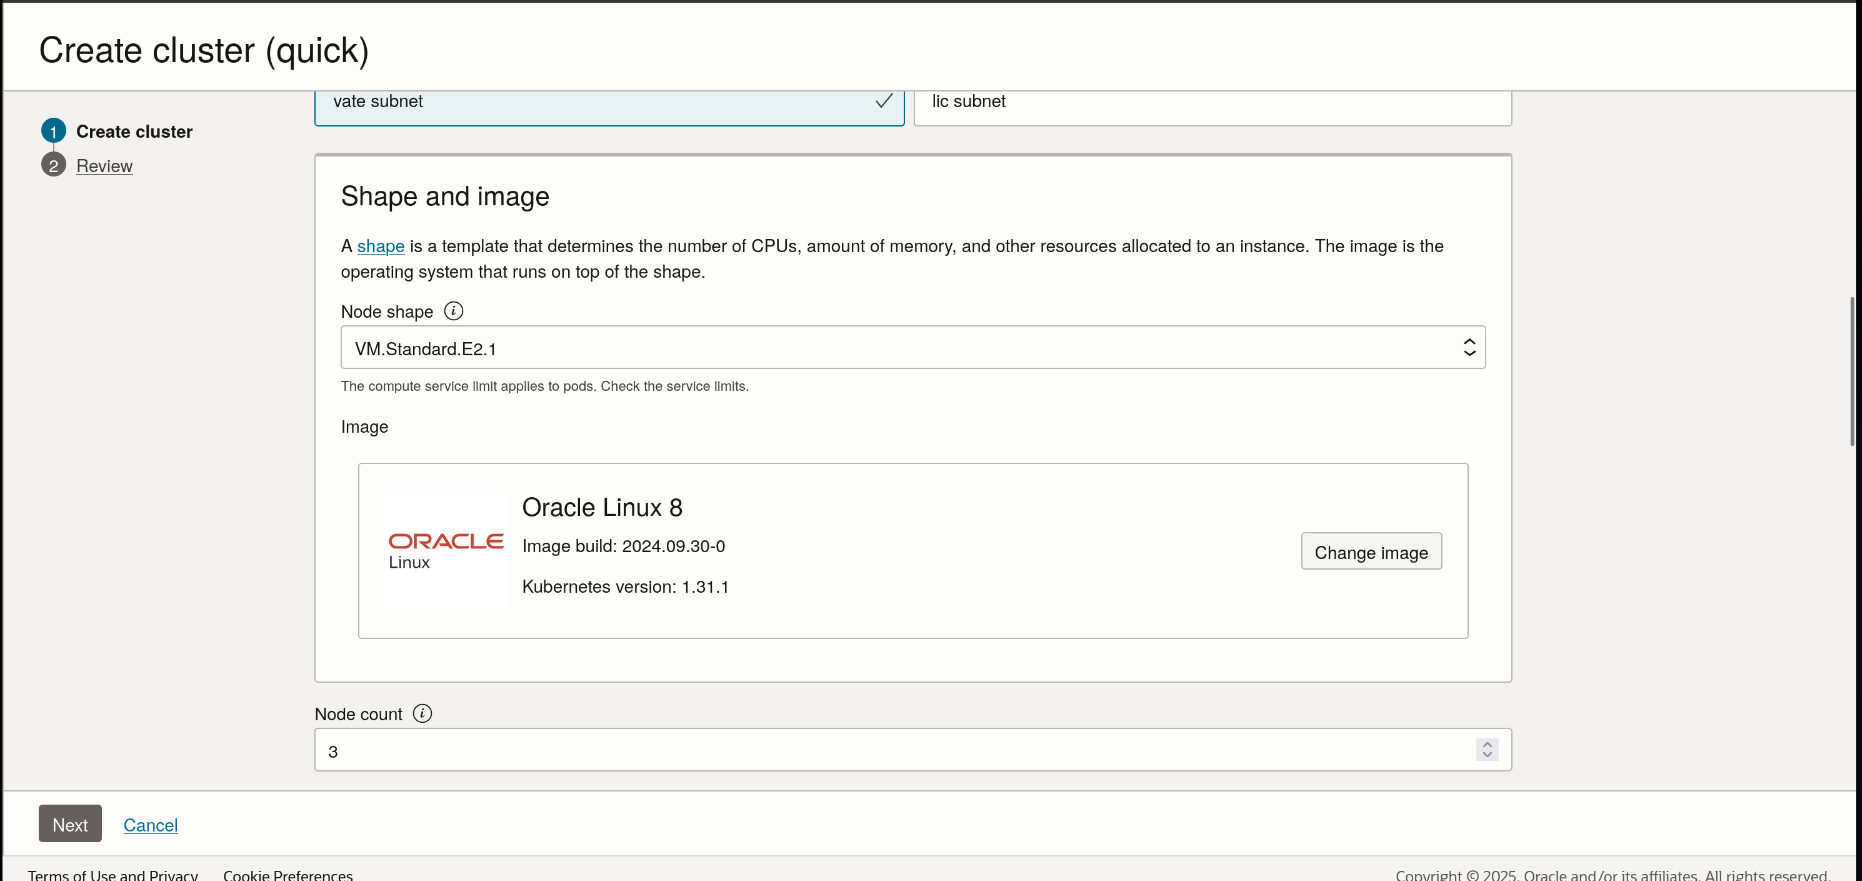 Create cluster (quick)
1 Create cluster
2 Review
vate subnet
lic subnet
Shape and image
A shape is a template that determines the number of CPUs, amount of memory, and other resources allocated to an instance. The image is the
operating system that runs on top of the shape.
Node shape i
VM.Standard.E2.1
The compute service limit applies to pods. Check the service limits.
Image
ORACLE
Linux
Oracle Linux 8
Image build: 2024.09.30-0
Kubernetes version: 1.31.1
Change image
Node count i
3
Next Cancel
Terms of Use and Privacy Cookie Preferences
Copyright © 2025, Oracle and/or its affiliates. All rights reserved.